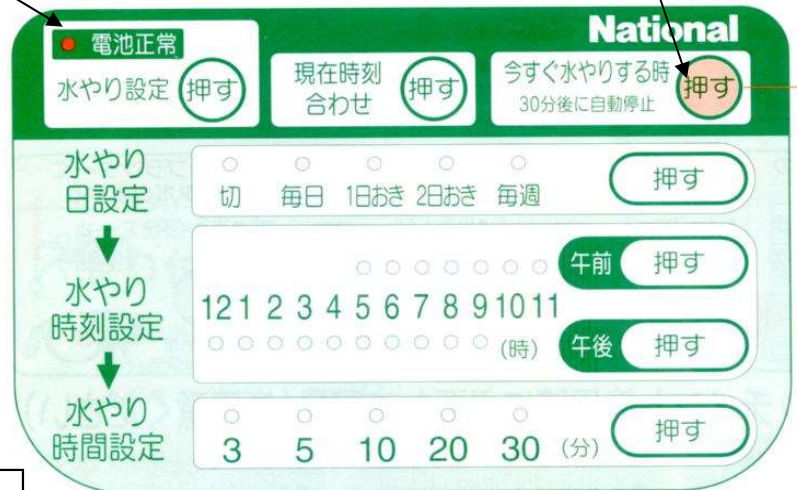 National
電池正常
水やり設定 押す
現在時刻
合わせ
押す
今すぐ水やりする時
30分後に自動停止
押す
水やり
日設定
切 毎日 1日おき 2日おき 毎週
押す
水やり
時刻設定
午前 押す
12 1 2 3 4 5 6 7 8 9 10 11
(時)
午後 押す
水やり
時間設定
3 5 10 20 30 (分)
押す